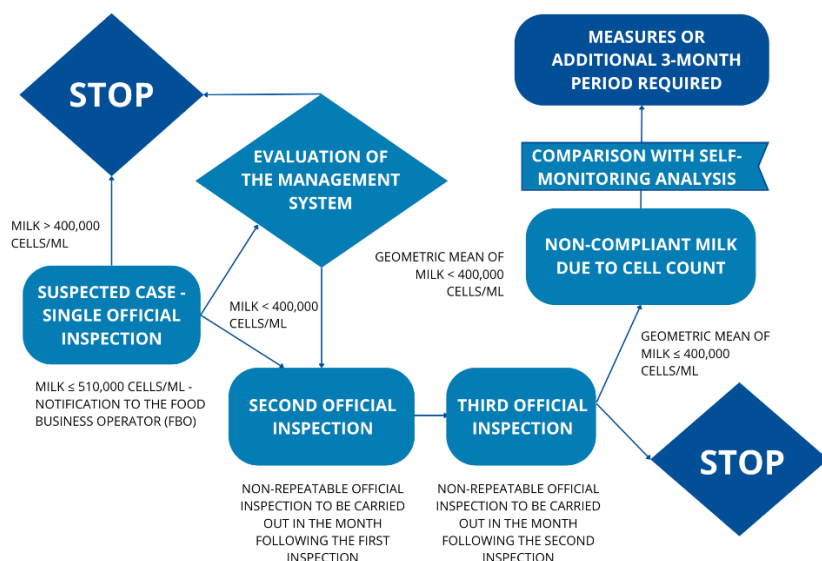 STOP
EVALUATION OF
THE MANAGEMENT
SYSTEM
MILK > 400,000
CELLS/ML
SUSPECTED CASE -
SINGLE OFFICIAL
INSPECTION
MILK < 400,000
CELLS/ML
MILK ≤ 510,000 CELLS/ML -
NOTIFICATION TO THE FOOD
BUSINESS OPERATOR (FBO)
SECOND OFFICIAL
INSPECTION
NON-REPEATABLE OFFICIAL
INSPECTION TO BE CARRIED
OUT IN THE MONTH
FOLLOWING THE FIRST
INSPECTION
THIRD OFFICIAL
INSPECTION
NON-REPEATABLE OFFICIAL
INSPECTION TO BE CARRIED
OUT IN THE MONTH
FOLLOWING THE SECOND
INSPECTION
MEASURES OR
ADDITIONAL 3-MONTH
PERIOD REQUIRED
COMPARISON WITH SELF-
MONITORING ANALYSIS
NON-COMPLIANT MILK
DUE TO CELL COUNT
GEOMETRIC MEAN OF
MILK < 400,000
CELLS/ML
GEOMETRIC MEAN OF
MILK ≤ 400,000
CELLS/ML
STOP